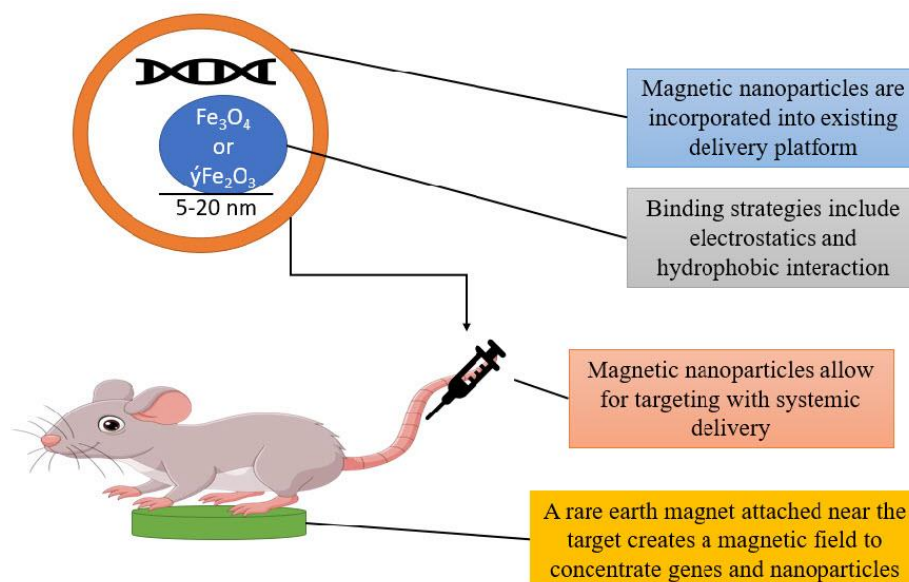 Fe₃O₄
or
ýFe₂O₃
5-20 nm
Magnetic nanoparticles are
incorporated into existing
delivery platform
Binding strategies include
electrostatics and
hydrophobic interaction
Magnetic nanoparticles allow
for targeting with systemic
delivery
A rare earth magnet attached near the
target creates a magnetic field to
concentrate genes and nanoparticles